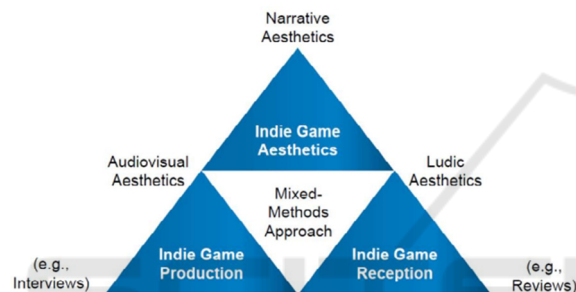 Narrative
Aesthetics
Indie Game
Aesthetics
Audiovisual
Aesthetics
Ludic
Aesthetics
Mixed-
Methods
Approach
(e.g.,
Interviews)
Indie Game
Production
Indie Game
Reception
(e.g.,
Reviews)